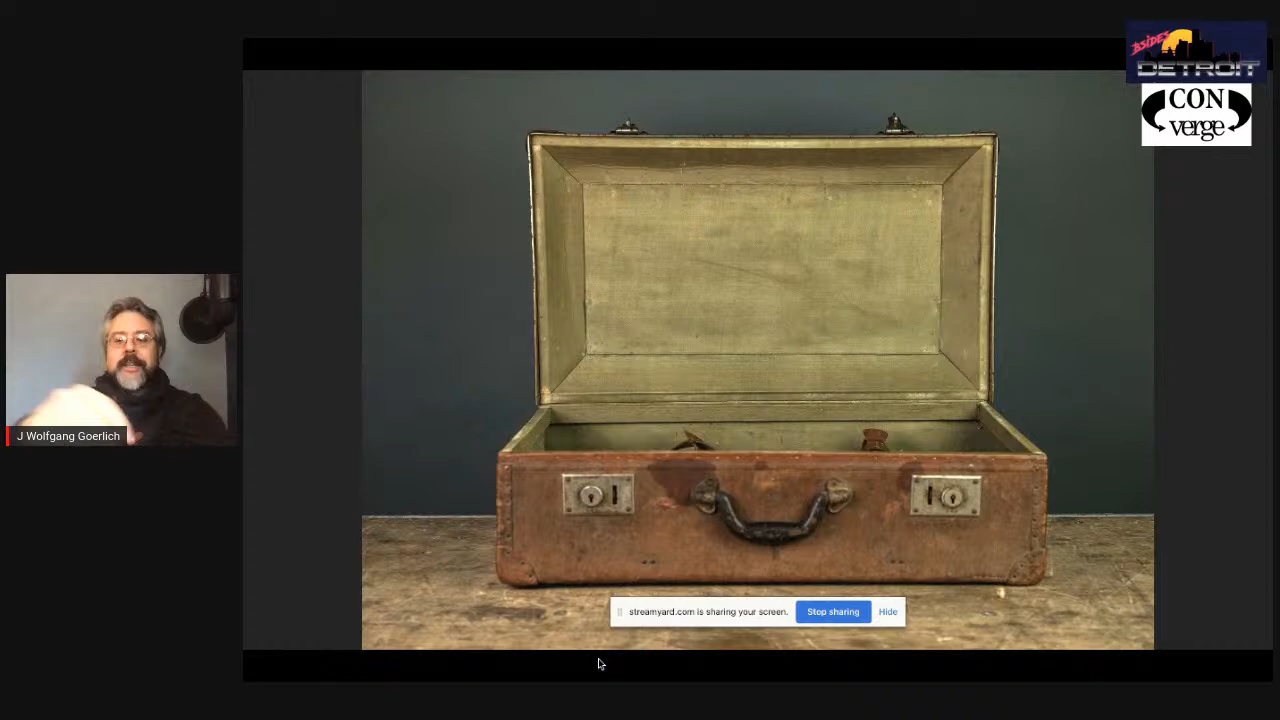 BSIDES
DETROIT
CON
verge
J Wolfgang Goerlich
streamyard.com is sharing your screen.
Stop sharing
Hide